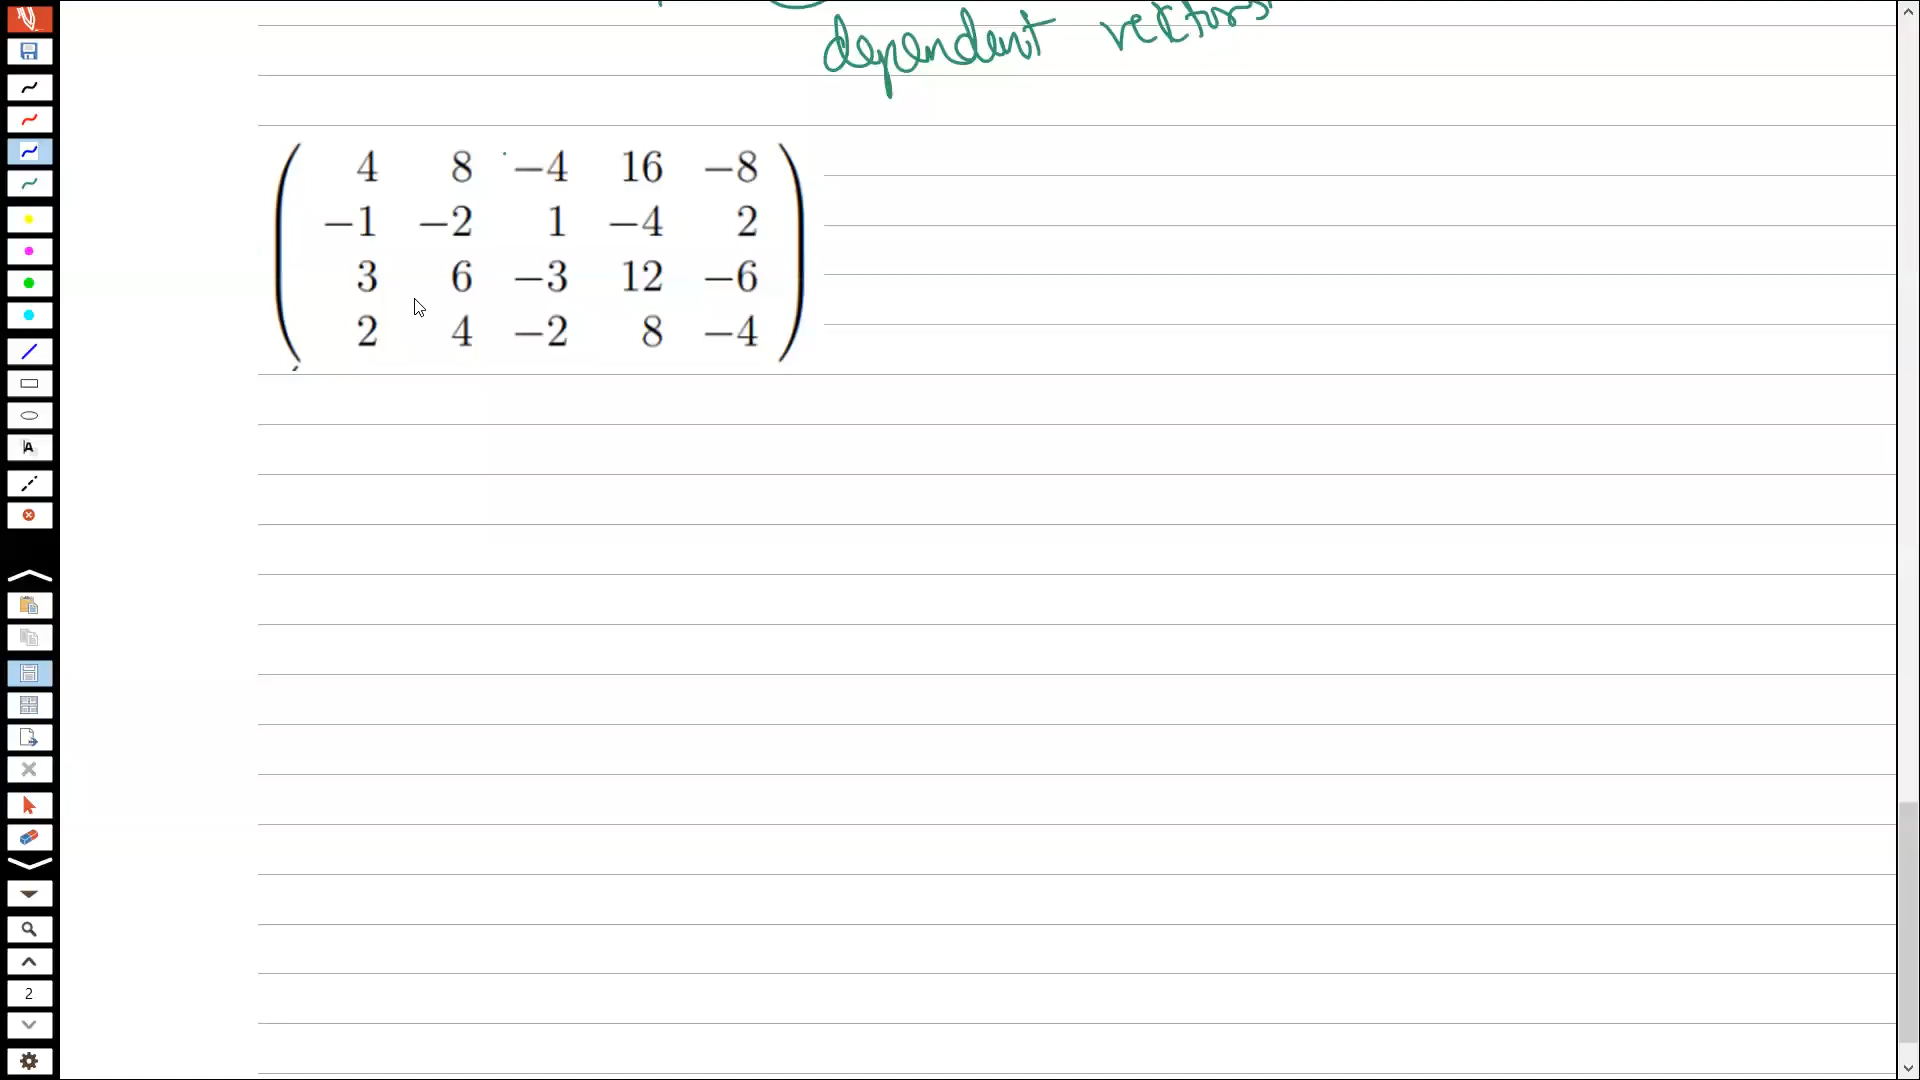 dependent vectors
4 8 −4 16 −8
−1 −2 1 −4 2
3 6 −3 12 −6
2 4 −2 8 −4
A
2